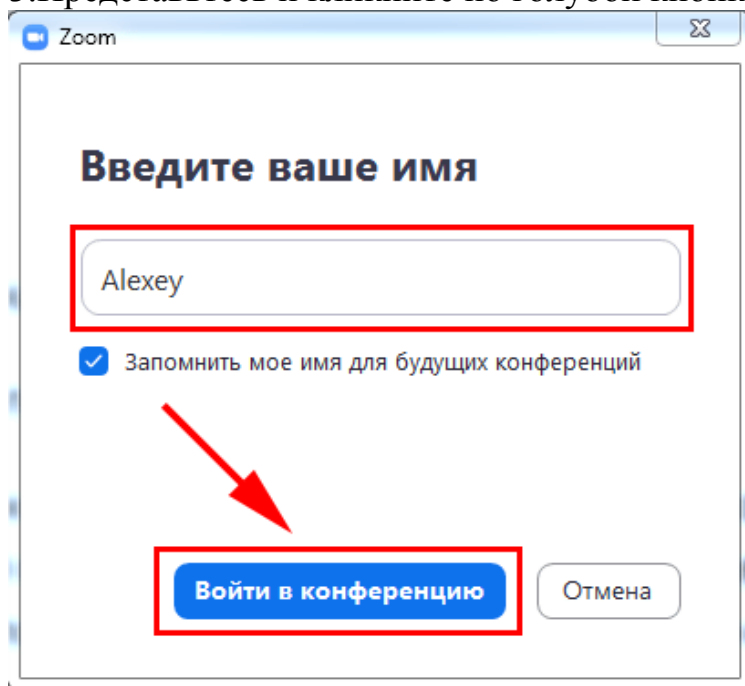 Zoom
Введите ваше имя
Alexey
Запомнить мое имя для будущих конференций
Войти в конференцию
Отмена